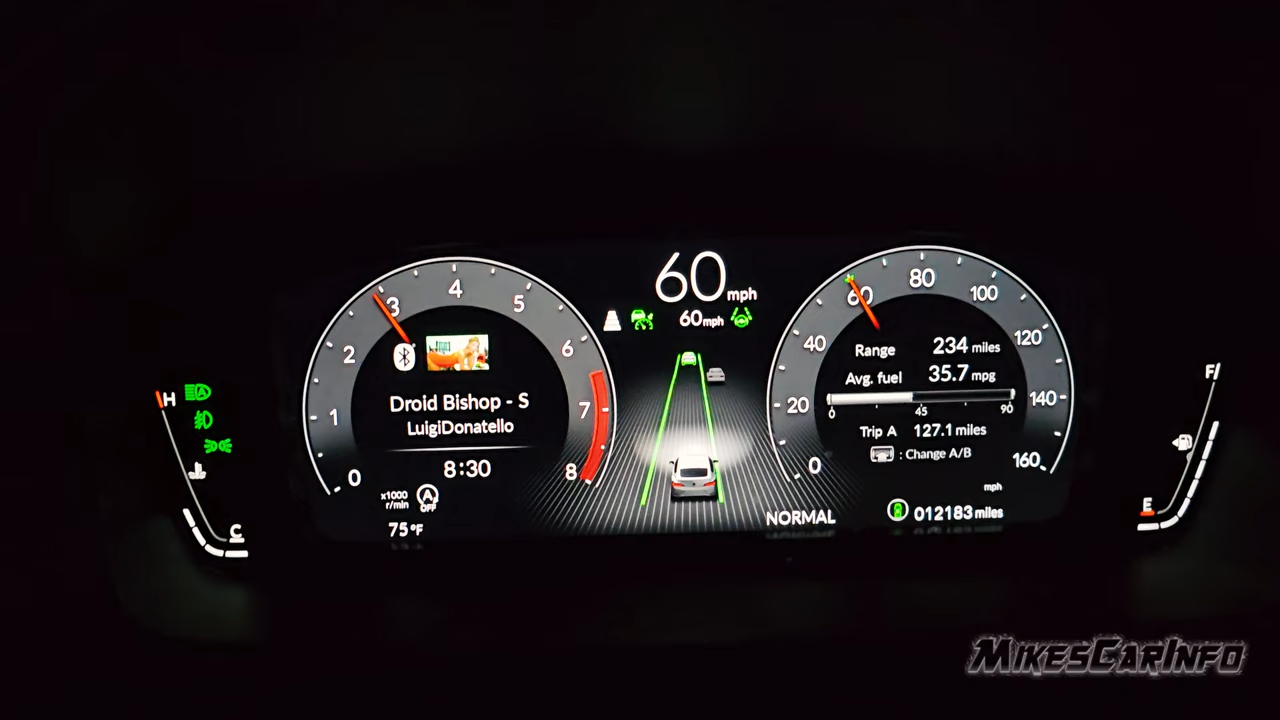 60 mph
60 mph
0
1
2
3
4
5
6
7
8
Droid Bishop - S
LuigiDonatello
8:30
x1000
r/min
A
OFF
75°F
0
20
40
60
80
100
120
140
160
Range 234 miles
Avg. fuel 35.7 mpg
0 45 90
Trip A 127.1 miles
: Change A/B
mph
NORMAL
012183 miles
H
A
C
F
E
MIKESCARINFO